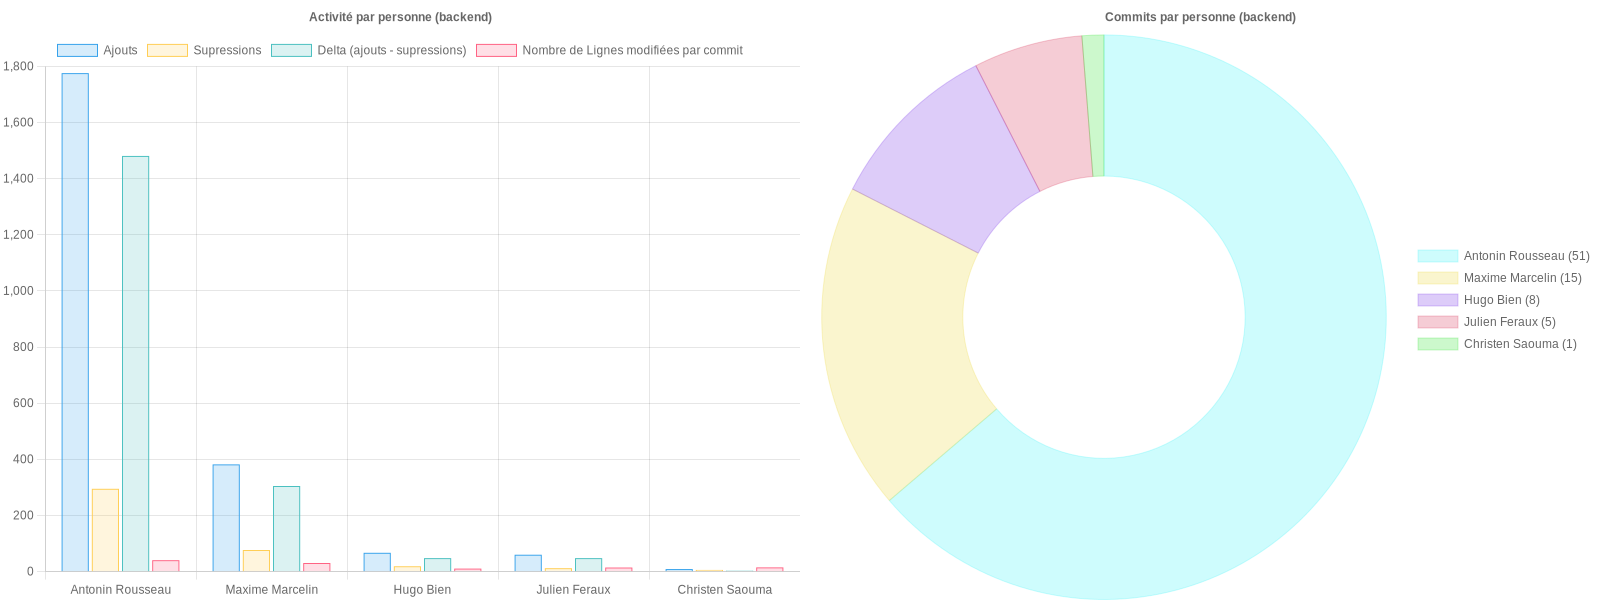 Activité par personne (backend)
Ajouts
Supressions
Delta (ajouts - supressions)
Nombre de Lignes modifiées par commit
1,800
1,600
1,400
1,200
1,000
800
600
400
200
0
Antonin Rousseau
Maxime Marcelin
Hugo Bien
Julien Feraux
Christen Saouma
Commits par personne (backend)
Antonin Rousseau (51)
Maxime Marcelin (15)
Hugo Bien (8)
Julien Feraux (5)
Christen Saouma (1)